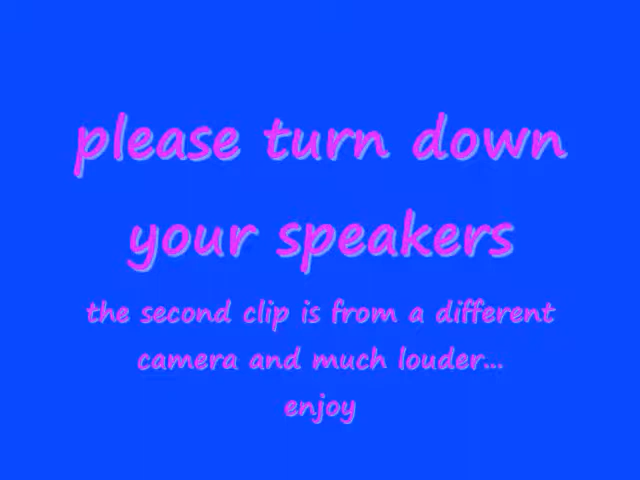 please turn down
your speakers
the second clip is from a different
camera and much louder...
enjoy